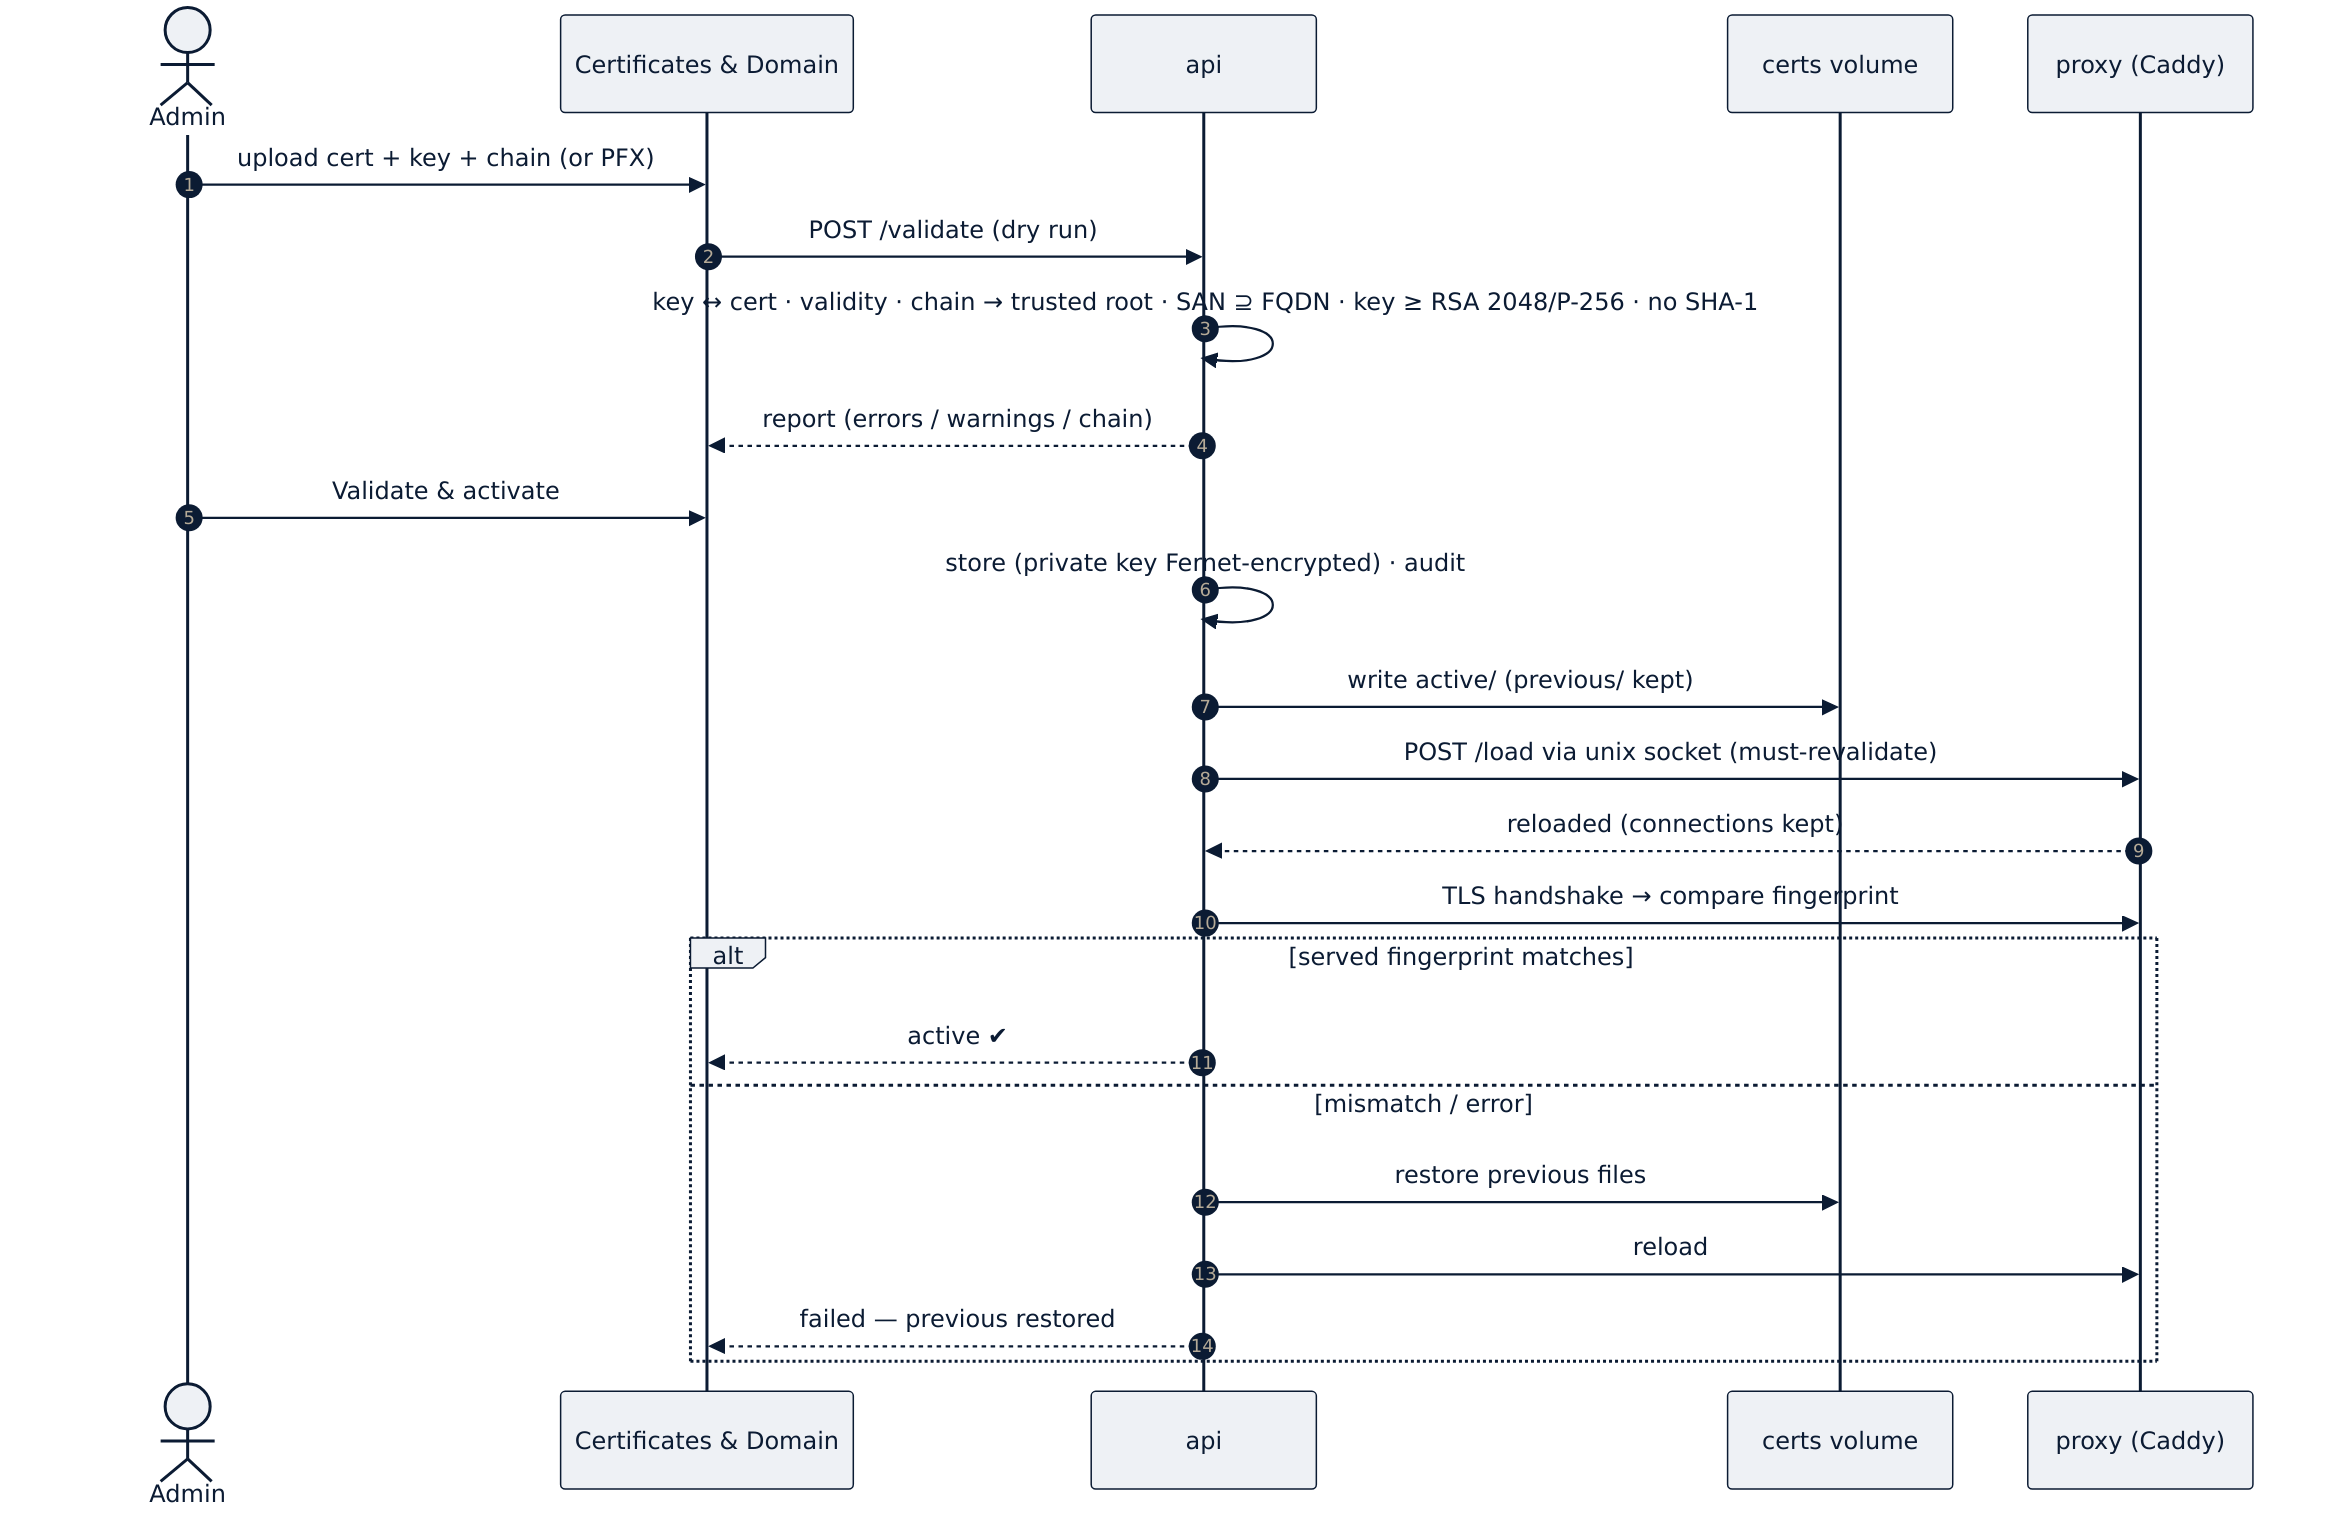 Admin
Certificates & Domain
api
certs volume
proxy (Caddy)
upload cert + key + chain (or PFX)
1
POST /validate (dry run)
2
key ↔ cert · validity · chain → trusted root · SAN ⊇ FQDN · key ≥ RSA 2048/P-256 · no SHA-1
3
report (errors / warnings / chain)
4
Validate & activate
5
store (private key Fernet-encrypted) · audit
6
write active/ (previous/ kept)
7
POST /load via unix socket (must-revalidate)
8
reloaded (connections kept)
9
TLS handshake → compare fingerprint
10
alt
[served fingerprint matches]
active ✔
11
[mismatch / error]
restore previous files
12
reload
13
failed — previous restored
14
Admin
Certificates & Domain
api
certs volume
proxy (Caddy)